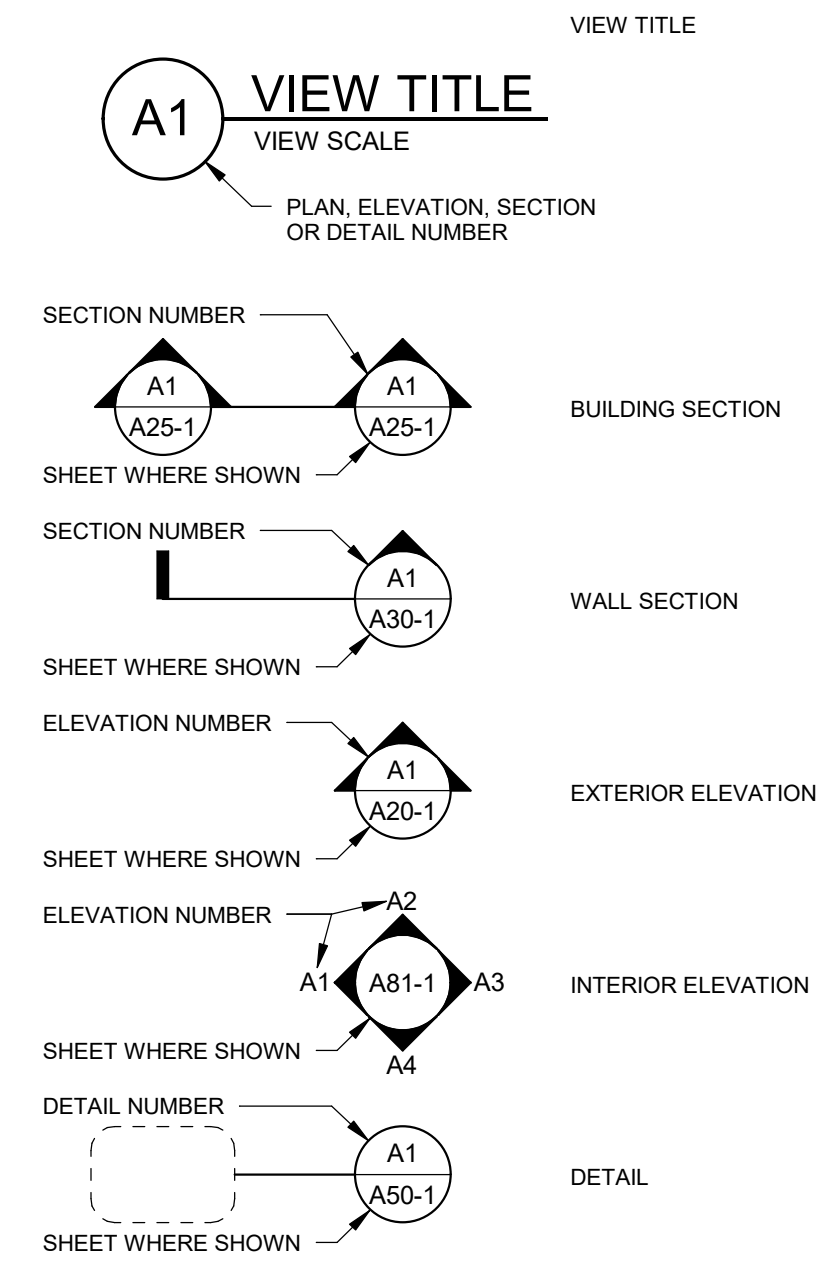 VIEW TITLE
A1
VIEW TITLE
VIEW SCALE
PLAN, ELEVATION, SECTION
OR DETAIL NUMBER
SECTION NUMBER
A1
A25-1
A1
A25-1
BUILDING SECTION
SHEET WHERE SHOWN
SECTION NUMBER
A1
A30-1
WALL SECTION
SHEET WHERE SHOWN
ELEVATION NUMBER
A1
A20-1
EXTERIOR ELEVATION
SHEET WHERE SHOWN
ELEVATION NUMBER
A2
A1
A81-1
A3
INTERIOR ELEVATION
SHEET WHERE SHOWN
A4
DETAIL NUMBER
A1
A50-1
DETAIL
SHEET WHERE SHOWN